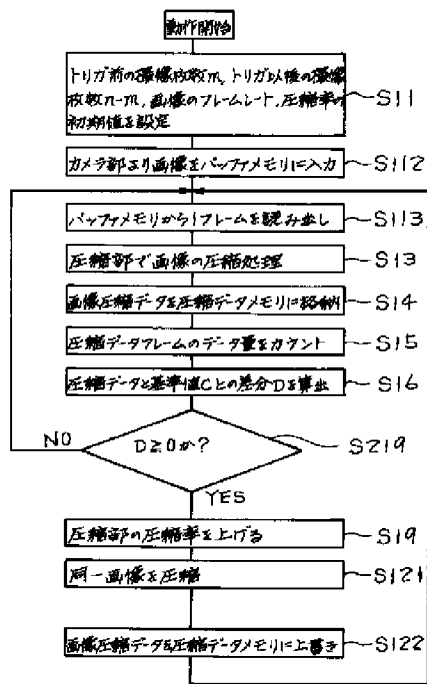 動作開始
トリガ前の撮像枚数m,トリガ以後の撮像
枚数n-m,画像のフレームレート,圧縮率の
初期値を設定
S11
カメラ部より画像をバッファメモリに入力
S112
バッファメモリから1フレームを読み出し
S113
圧縮部で画像の圧縮処理
S13
画像圧縮データを圧縮データメモリに格納
S14
圧縮データフレームのデータ量をカウント
S15
圧縮データと基準値Cとの差分Dを算出
S16
NO
D≧0か?
S219
YES
圧縮部の圧縮率を上げる
S19
同一画像を圧縮
S121
画像圧縮データを圧縮データメモリに上書き
S122